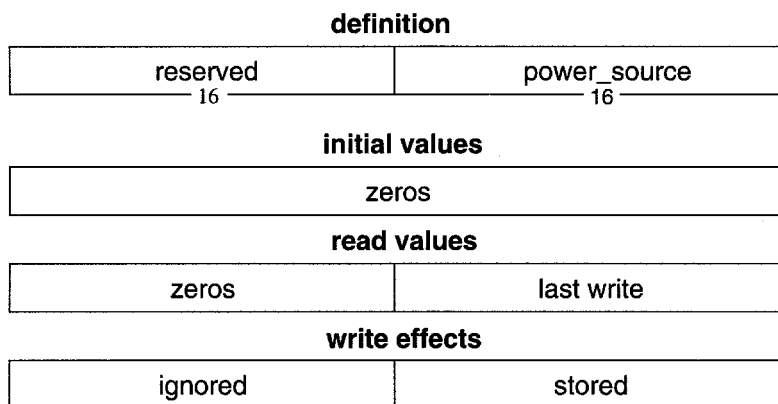 definition
reserved power_source
16 16
initial values
zeros
read values
zeros last write
write effects
ignored stored